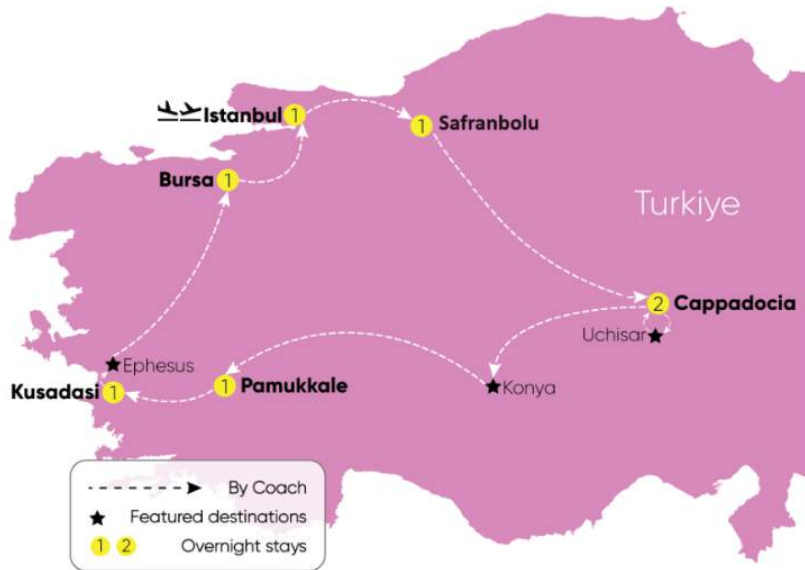 Istanbul 1
1 Safranbolu
Bursa 1
Turkiye
2 Cappadocia
Uchisar
Ephesus
Kusadasi 1
1 Pamukkale
Konya
By Coach
Featured destinations
1 2 Overnight stays